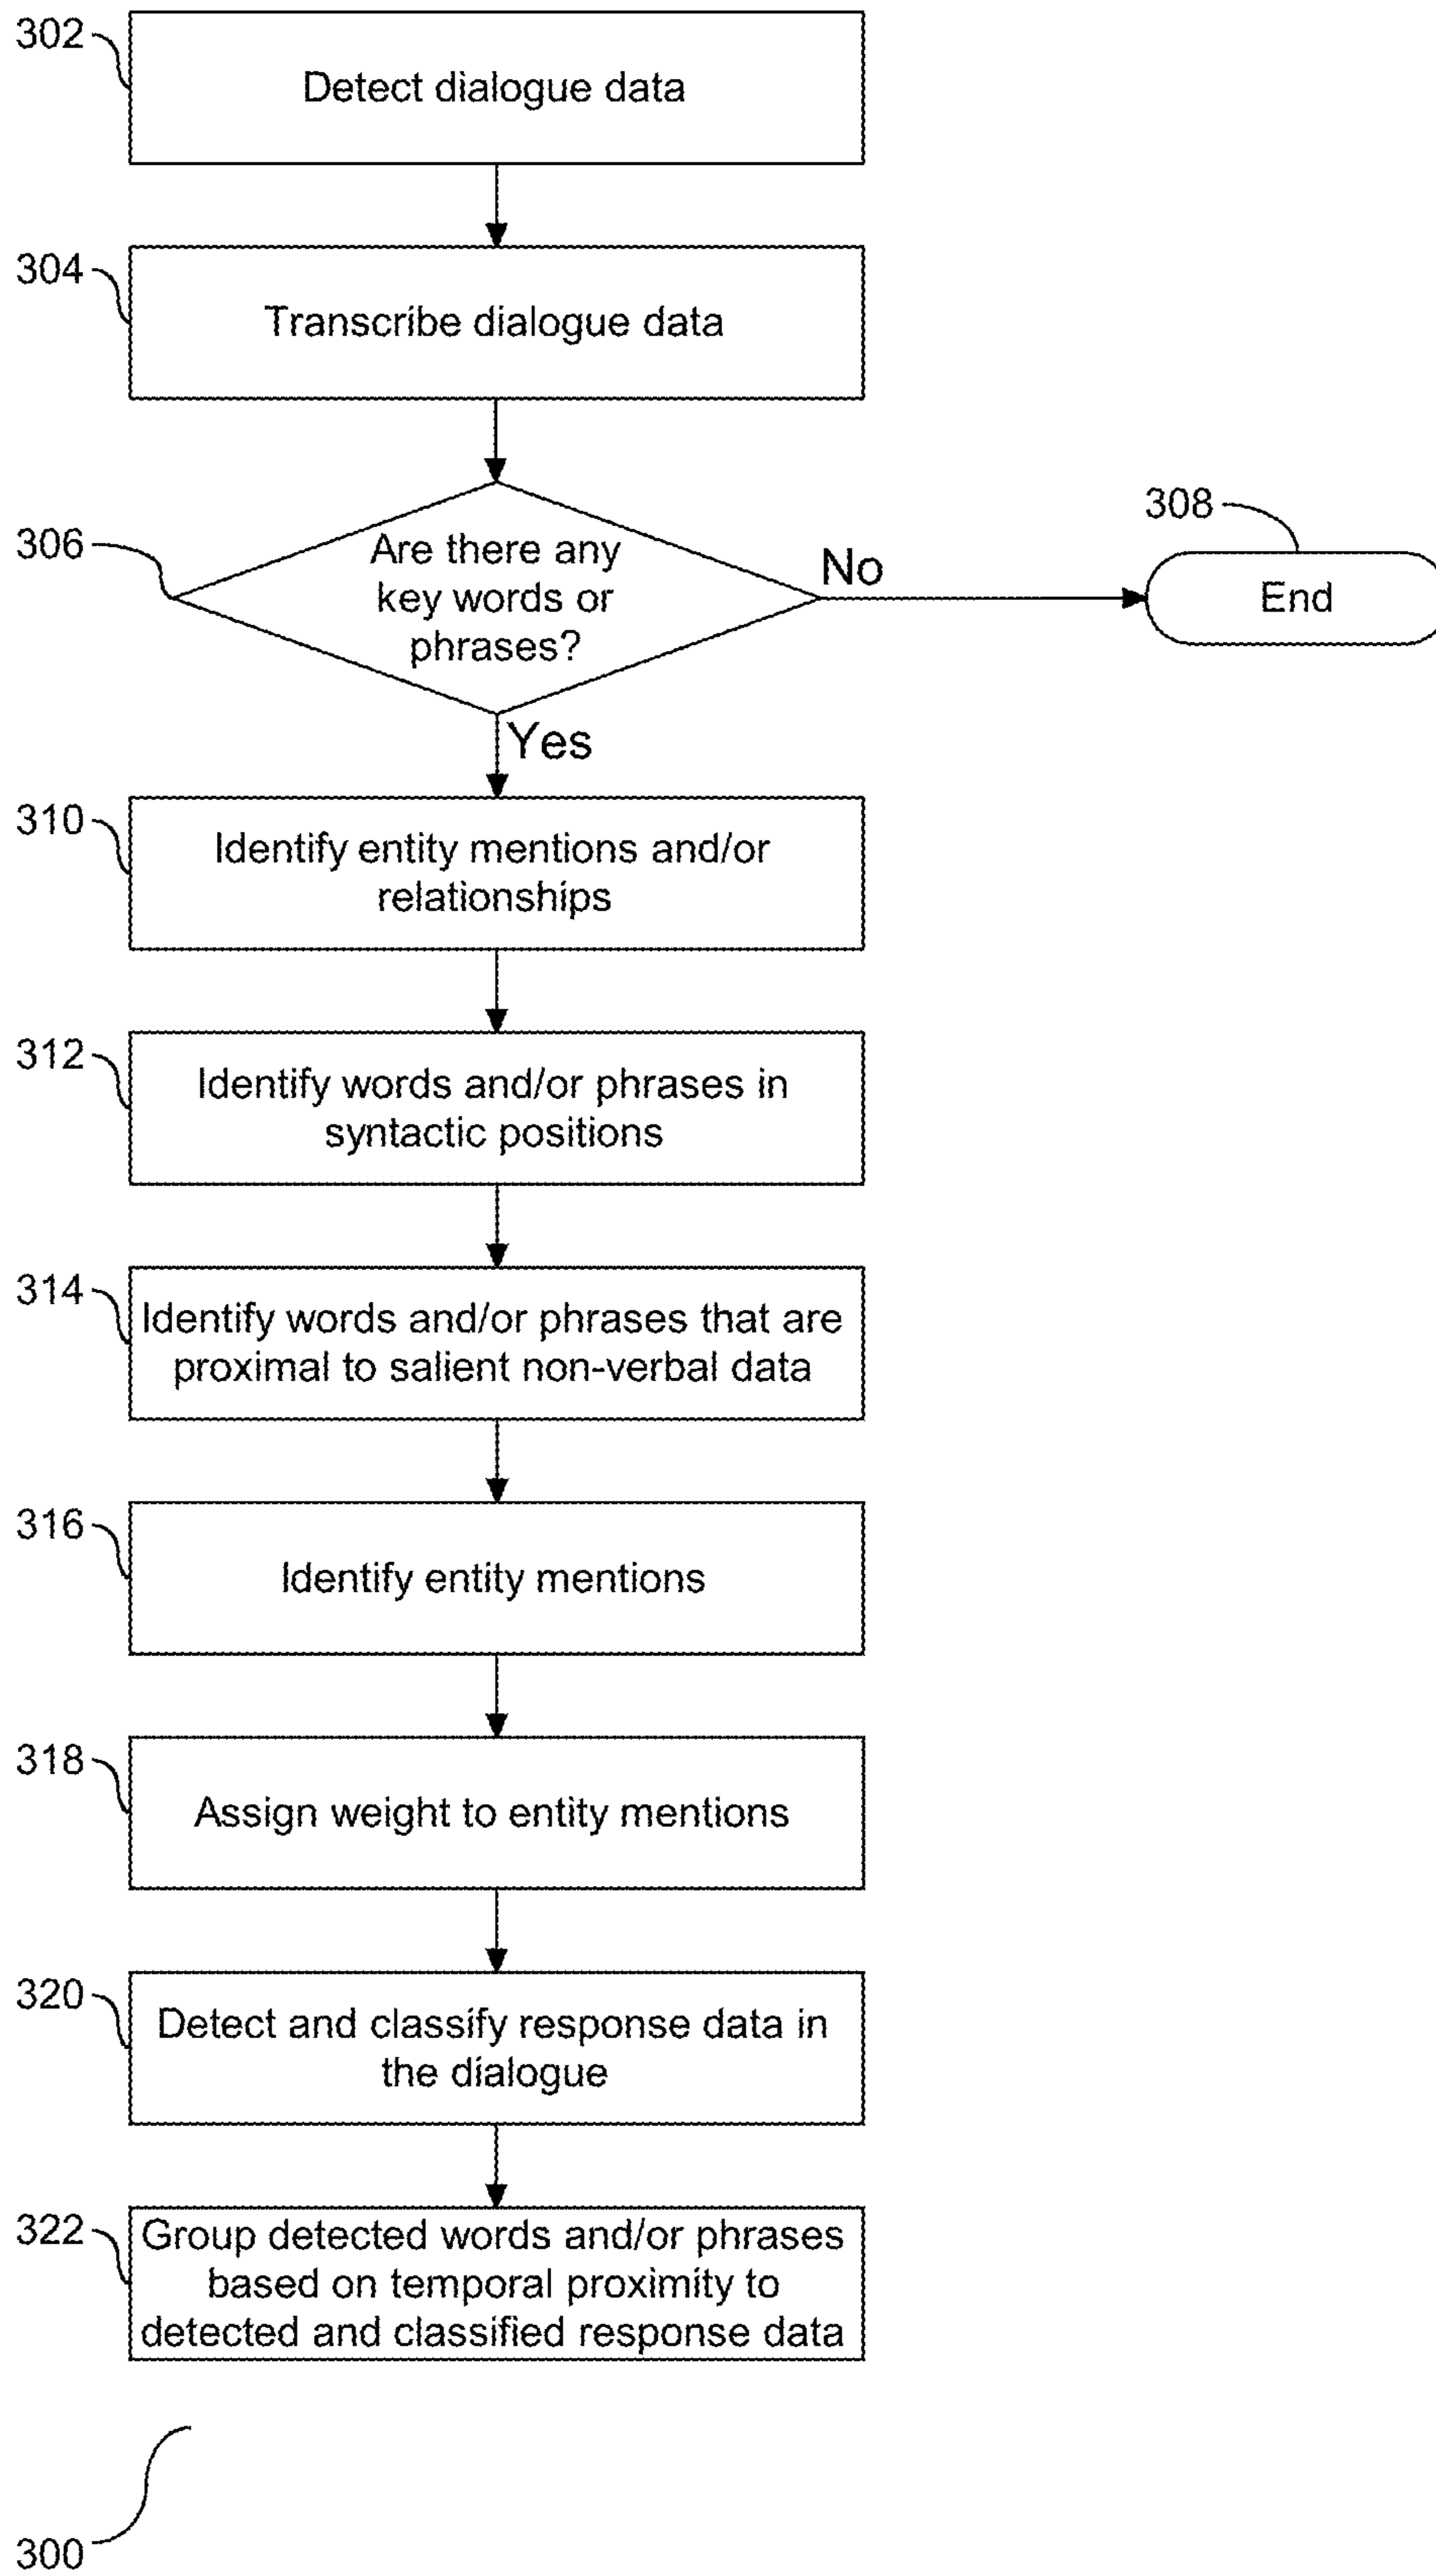 302
Detect dialogue data
304
Transcribe dialogue data
306
Are there any
key words or
phrases?
No
308
End
Yes
310
Identify entity mentions and/or
relationships
312
Identify words and/or phrases in
syntactic positions
314
Identify words and/or phrases that are
proximal to salient non-verbal data
316
Identify entity mentions
318
Assign weight to entity mentions
320
Detect and classify response data in
the dialogue
322
Group detected words and/or phrases
based on temporal proximity to
detected and classified response data
300